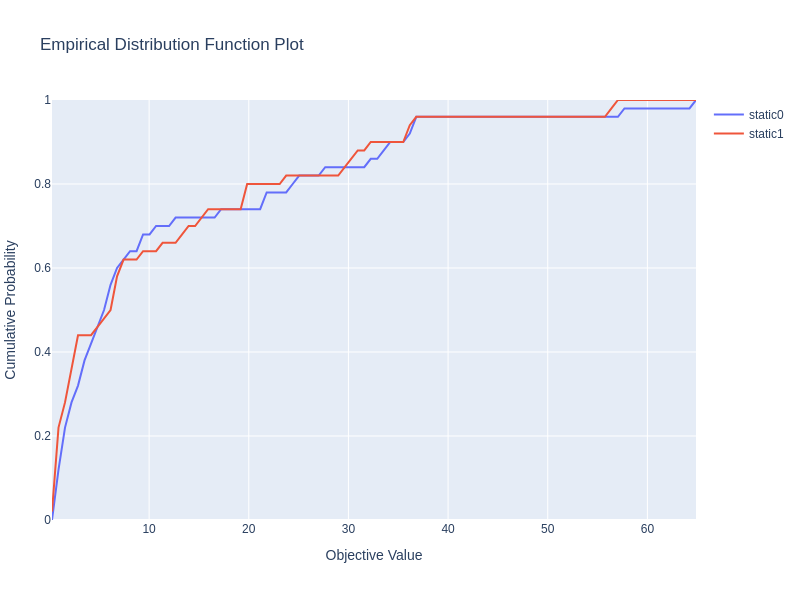 Empirical Distribution Function Plot
1
0.8
0.6
0.4
0.2
0
10
20
30
40
50
60
Cumulative Probability
Objective Value
static0
static1